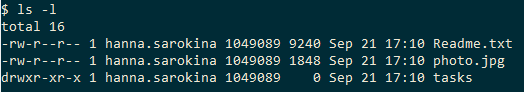 $ ls -l
total 16
-rw-r--r-- 1 hanna.sarokina 1049089 9240 Sep 21 17:10 Readme.txt
-rw-r--r-- 1 hanna.sarokina 1049089 1848 Sep 21 17:10 photo.jpg
drwxr-xr-x 1 hanna.sarokina 1049089    0 Sep 21 17:10 tasks